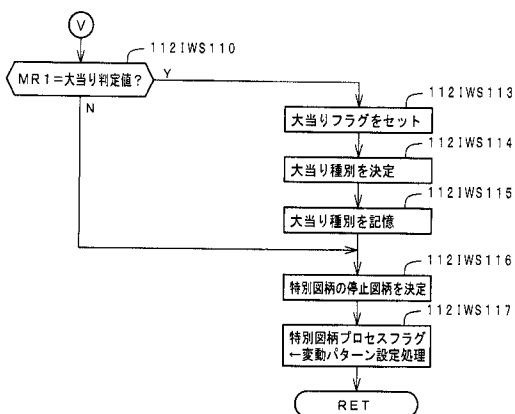 V
112IWS110
MR1=大当り判定値?
Y
N
112IWS113
大当りフラグをセット
112IWS114
大当り種別を決定
112IWS115
大当り種別を記憶
112IWS116
特別図柄の停止図柄を決定
112IWS117
特別図柄プロセスフラグ
←変動パターン設定処理
RET